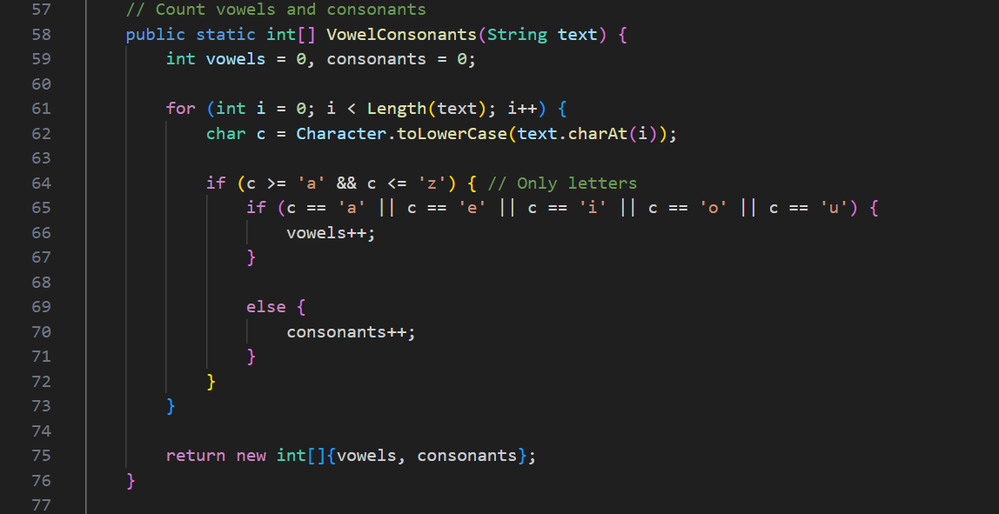 57 // Count vowels and consonants
58 public static int[] VowelConsonants(String text) {
59 int vowels = 0, consonants = 0;
60
61 for (int i = 0; i < Length(text); i++) {
62 char c = Character.toLowerCase(text.charAt(i));
63
64 if (c >= 'a' && c <= 'z') { // Only letters
65 if (c == 'a' || c == 'e' || c == 'i' || c == 'o' || c == 'u') {
66 vowels++;
67 }
68
69 else {
70 consonants++;
71 }
72 }
73 }
74
75 return new int[]{vowels, consonants};
76 }
77